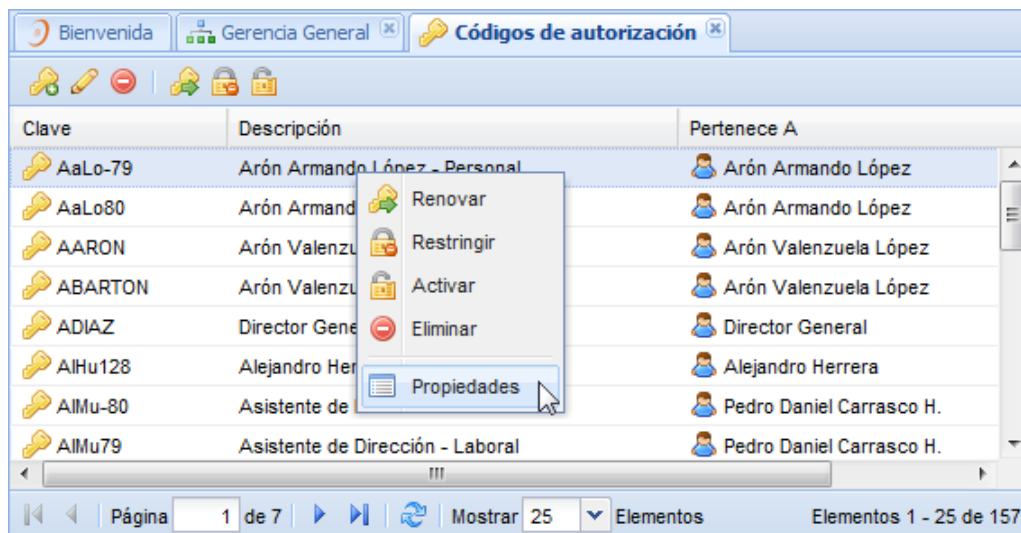 Bienvenida Gerencia General Códigos de autorización
Clave Descripción Pertenece A
AaLo-79 Arón Armando López - Personal Arón Armando López
AaLo80 Arón Armand Arón Armando López
Renovar
AARON Arón Valenzu Arón Valenzuela López
Restringir
ABARTON Arón Valenzu Arón Valenzuela López
Activar
ADIAZ Director Gene Director General
Eliminar
AlHu128 Alejandro Her Alejandro Herrera
Propiedades
AlMu-80 Asistente de Pedro Daniel Carrasco H.
AlMu79 Asistente de Dirección - Laboral Pedro Daniel Carrasco H.
Página 1 de 7 Mostrar 25 Elementos Elementos 1 - 25 de 157